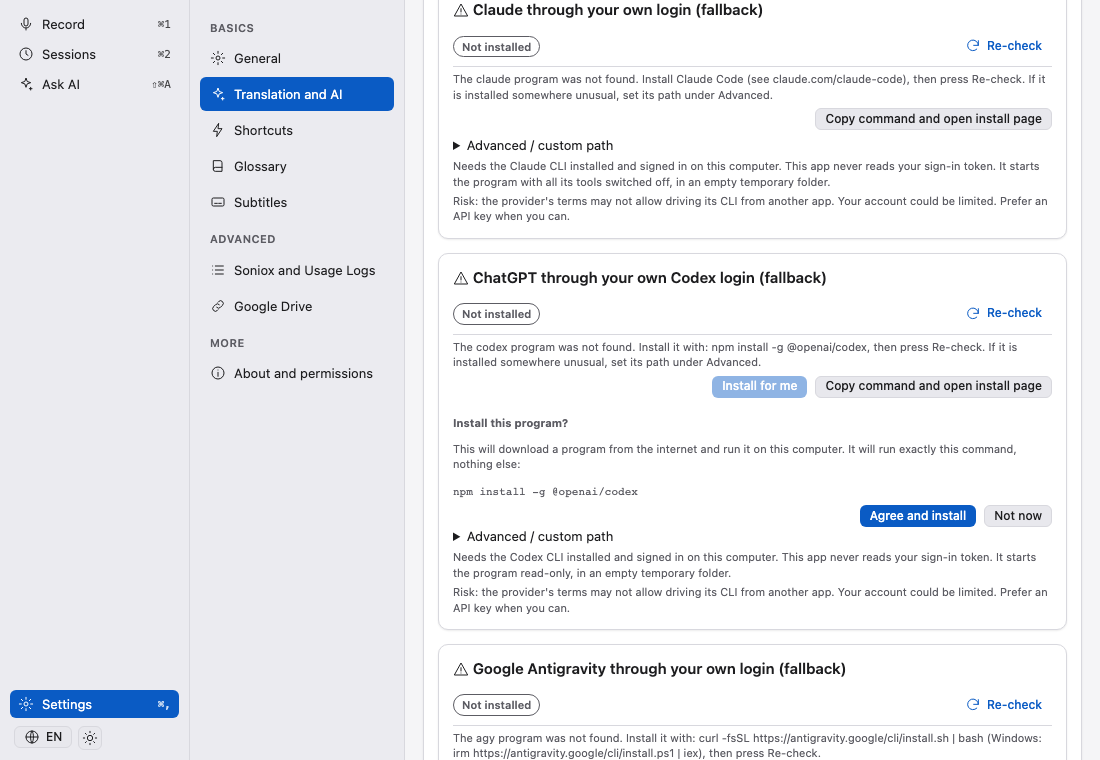 Record ⌘1
Sessions ⌘2
Ask AI ⇧⌘A
Settings ⌘,
EN
BASICS
General
Translation and AI
Shortcuts
Glossary
Subtitles
ADVANCED
Soniox and Usage Logs
Google Drive
MORE
About and permissions
Claude through your own login (fallback)
Not installed
Re-check
The claude program was not found. Install Claude Code (see claude.com/claude-code), then press Re-check. If it
is installed somewhere unusual, set its path under Advanced.
Copy command and open install page
Advanced / custom path
Needs the Claude CLI installed and signed in on this computer. This app never reads your sign-in token. It starts
the program with all its tools switched off, in an empty temporary folder.
Risk: the provider's terms may not allow driving its CLI from another app. Your account could be limited. Prefer an
API key when you can.
ChatGPT through your own Codex login (fallback)
Not installed
Re-check
The codex program was not found. Install it with: npm install -g @openai/codex, then press Re-check. If it is
installed somewhere unusual, set its path under Advanced.
Install for me
Copy command and open install page
Install this program?
This will download a program from the internet and run it on this computer. It will run exactly this command,
nothing else:
npm install -g @openai/codex
Agree and install
Not now
Advanced / custom path
Needs the Codex CLI installed and signed in on this computer. This app never reads your sign-in token. It starts
the program read-only, in an empty temporary folder.
Risk: the provider's terms may not allow driving its CLI from another app. Your account could be limited. Prefer an
API key when you can.
Google Antigravity through your own login (fallback)
Not installed
Re-check
The agy program was not found. Install it with: curl -fsSL https://antigravity.google/cli/install.sh | bash (Windows:
irm https://antigravity.google/cli/install.ps1 | iex), then press Re-check.